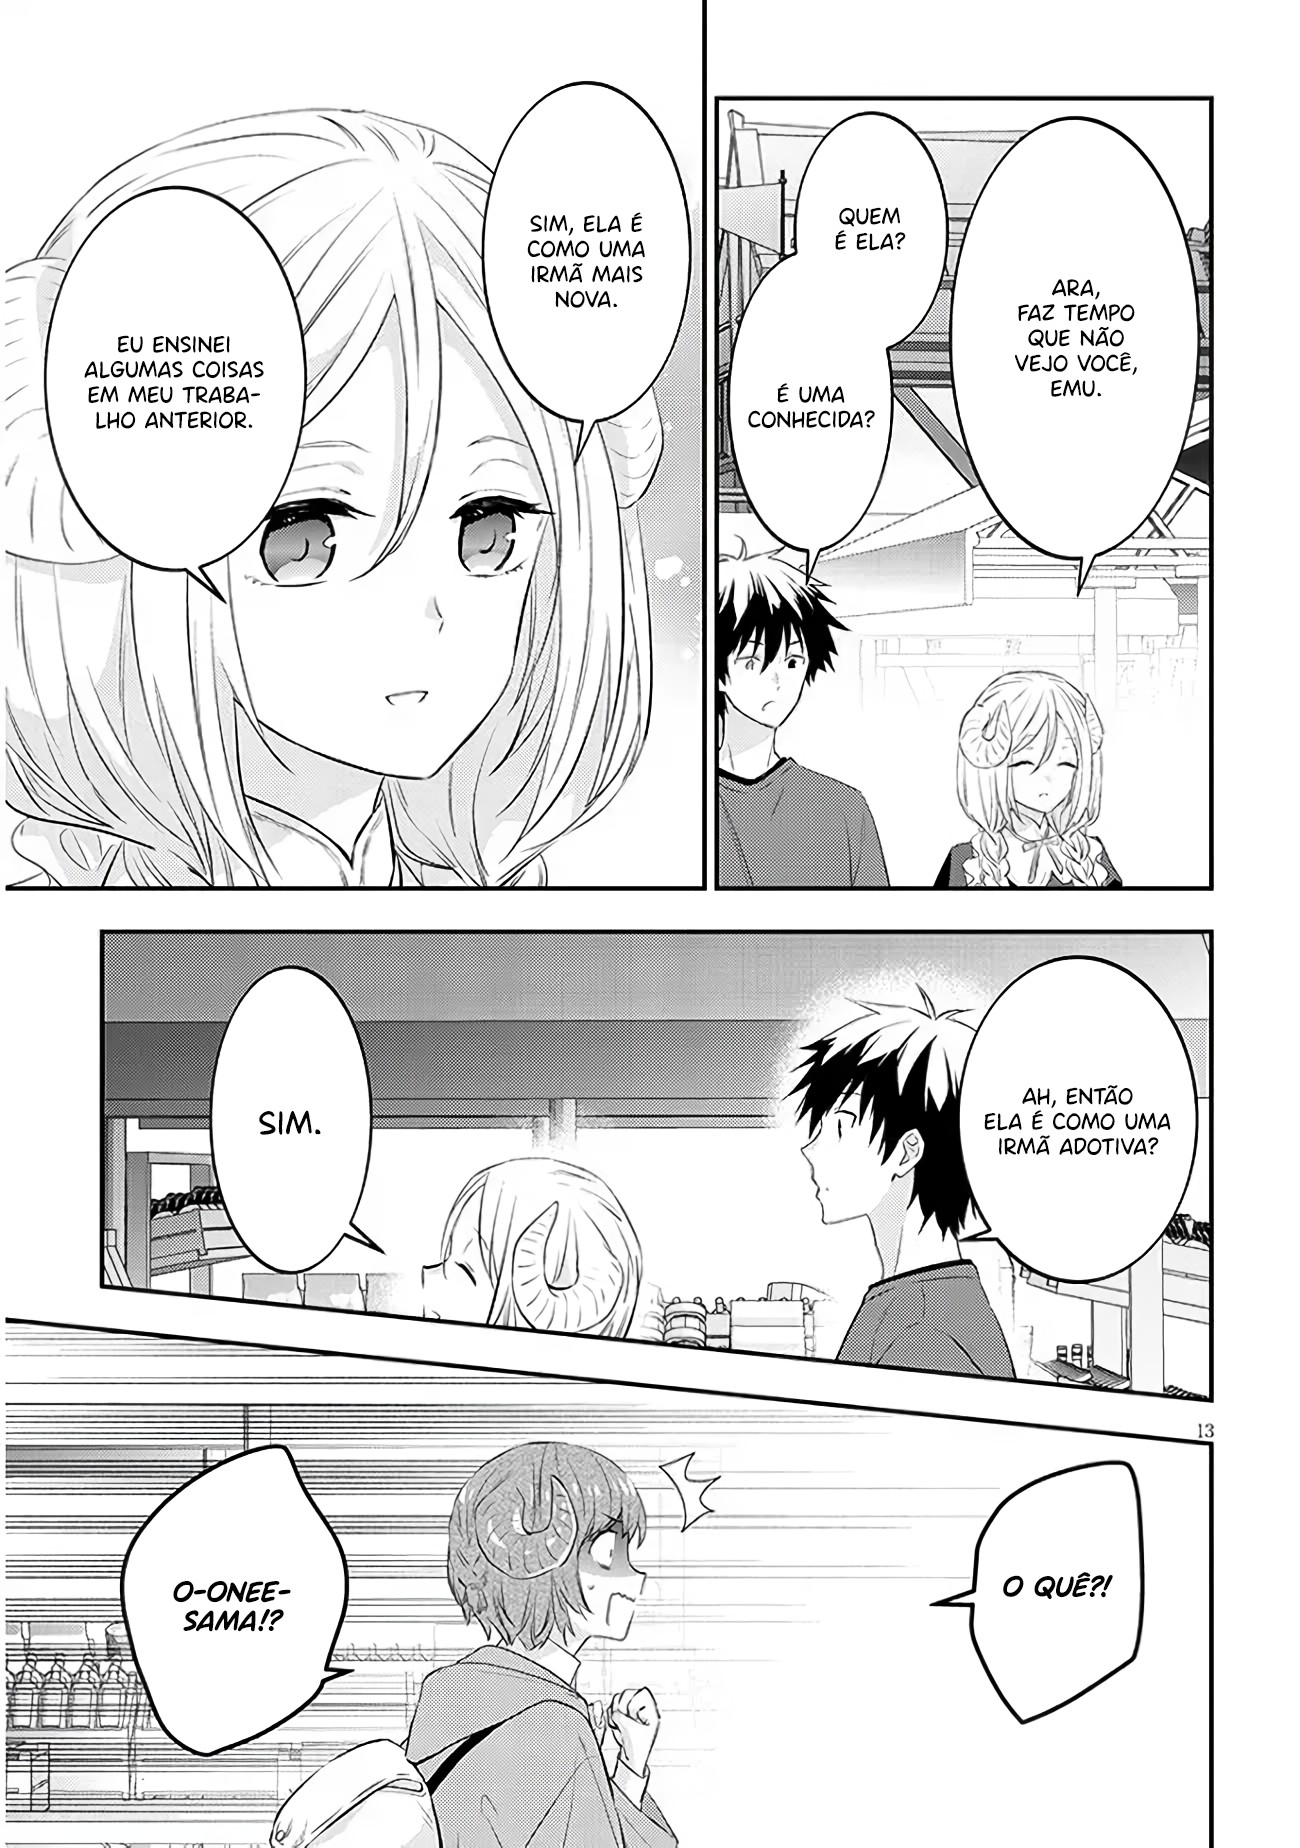 ARA,
FAZ TEMPO
QUE NÃO
VEJO VOCÊ,
EMU.
QUEM
É ELA?
É UMA
CONHECIDA?
SIM, ELA É
COMO UMA
IRMÃ MAIS
NOVA.
EU ENSINEI
ALGUMAS COISAS
EM MEU TRABA-
LHO ANTERIOR.
AH, ENTÃO
ELA É COMO UMA
IRMÃ ADOTIVA?
SIM.
13
O QUÊ?!
O-ONEE-
SAMA!?